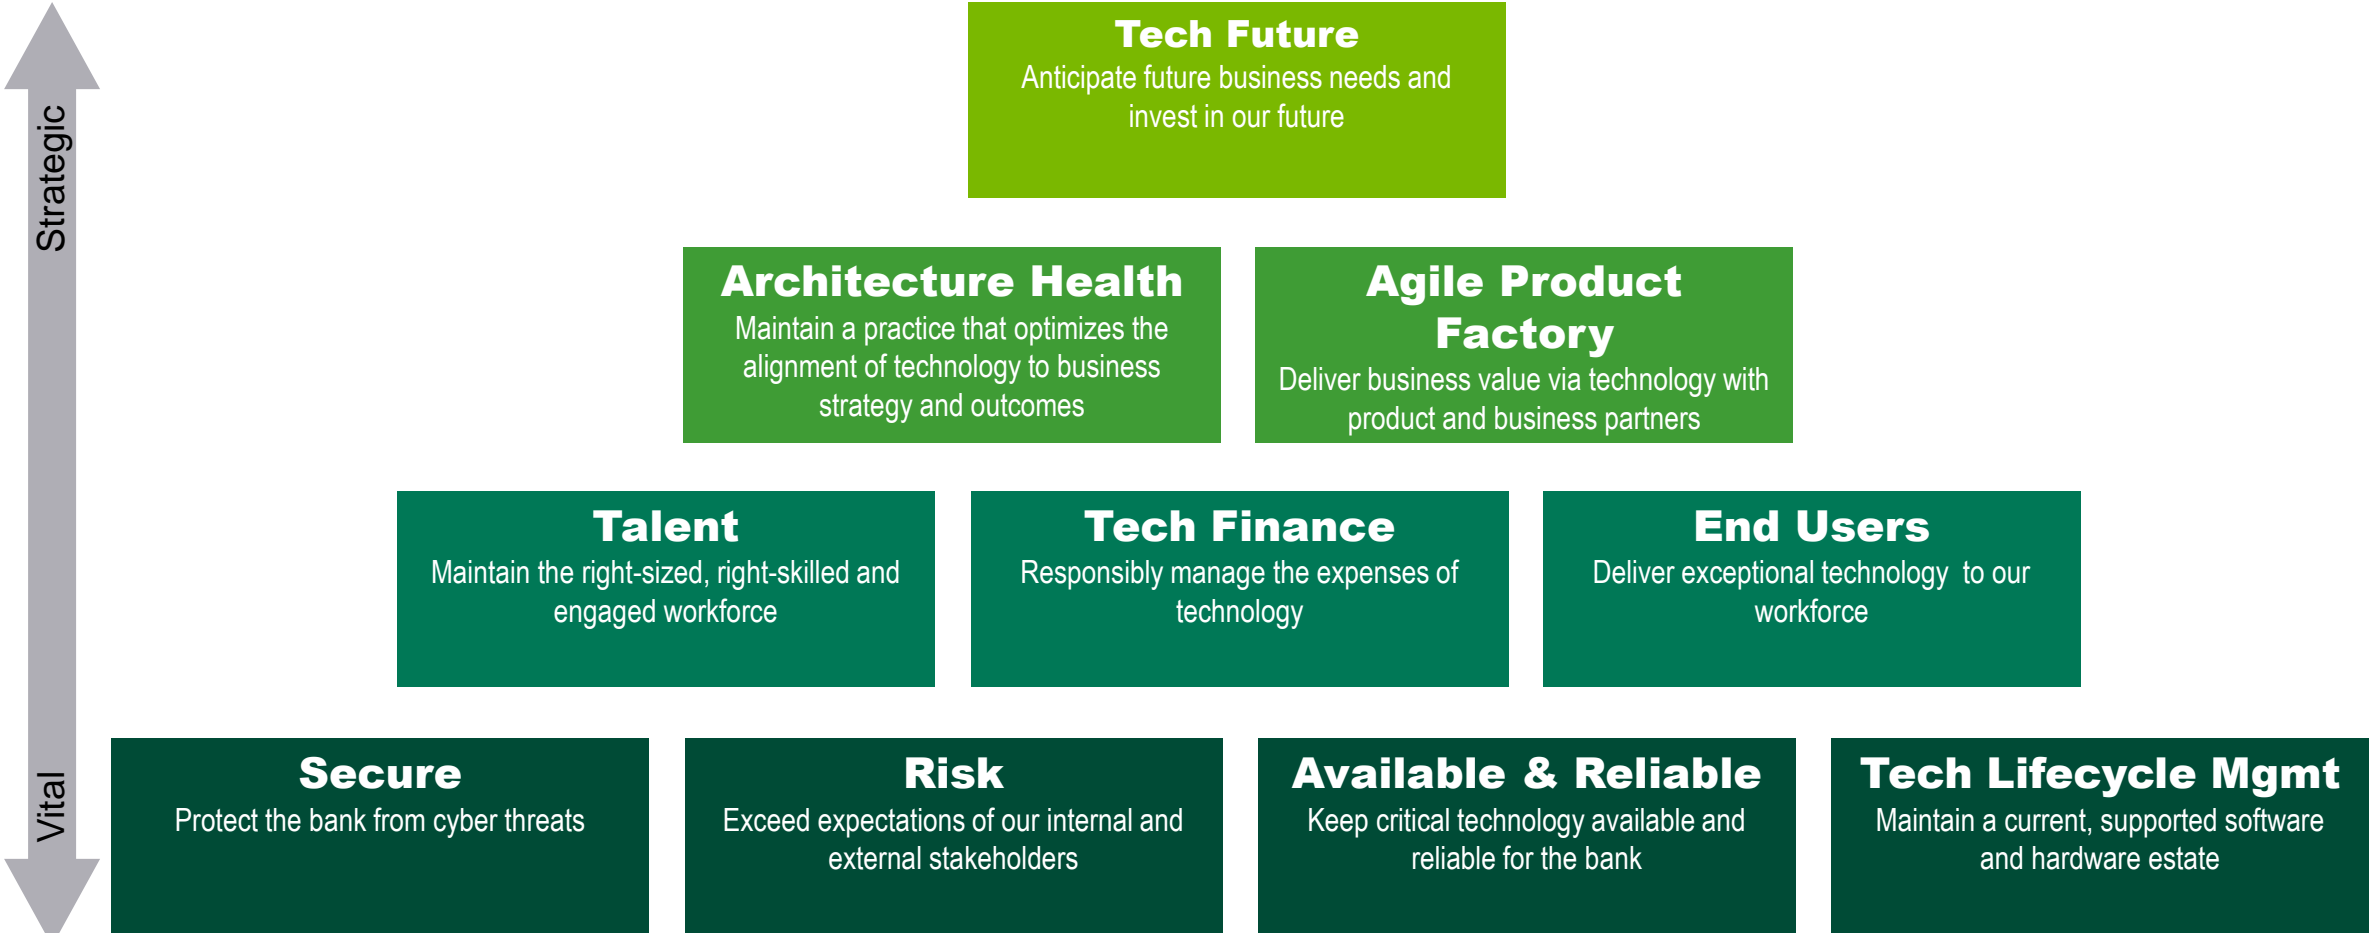 Strategic
Tech Future
Anticipate future business needs and
invest in our future
Architecture Health
Maintain a practice that optimizes the
alignment of technology to business
strategy and outcomes
Agile Product
Factory
Deliver business value via technology with
product and business partners
Talent
Maintain the right-sized, right-skilled and
engaged workforce
Tech Finance
Responsibly manage the expenses of
technology
End Users
Deliver exceptional technology  to our
workforce
Vital
Secure
Protect the bank from cyber threats
Risk
Exceed expectations of our internal and
external stakeholders
Available & Reliable
Keep critical technology available and
reliable for the bank
Tech Lifecycle Mgmt
Maintain a current, supported software
and hardware estate